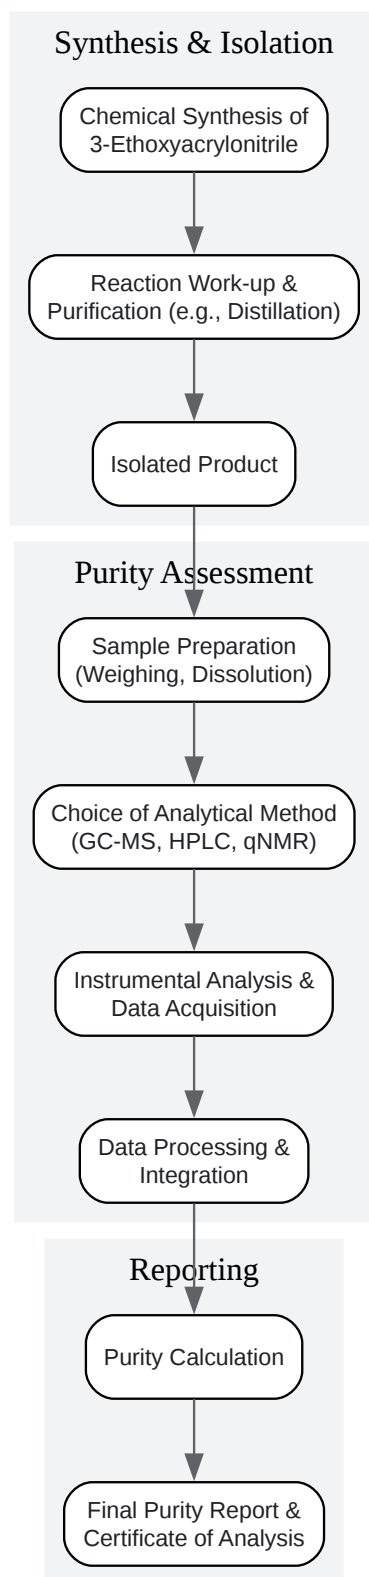 Synthesis & Isolation
Chemical Synthesis of
3-Ethoxyacrylonitrile
Reaction Work-up &
Purification (e.g., Distillation)
Isolated Product
Purity Assessment
Sample Preparation
(Weighing, Dissolution)
Choice of Analytical Method
(GC-MS, HPLC, qNMR)
Instrumental Analysis &
Data Acquisition
Data Processing &
Integration
Reporting
Purity Calculation
Final Purity Report &
Certificate of Analysis